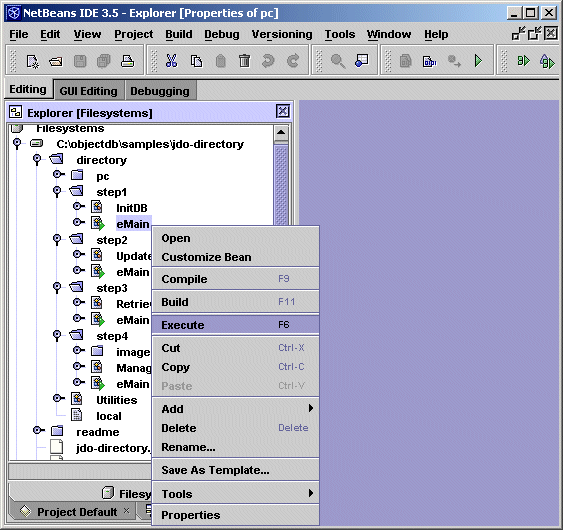 NetBeans IDE 3.5 - Explorer [Properties of pc]
File Edit View Project Build Debug Versioning Tools Window Help
Editing GUI Editing Debugging
Explorer [Filesystems]
Filesystems
C:\objectdb\samples\jdo-directory
directory
pc
step1
InitDB
eMain
step2
Update
eMain
step3
Retrie
eMain
step4
image
Manag
eMain
Utilities
local
readme
jdo-directory.
Filesy
Project Default
Open
Customize Bean
Compile F9
Build F11
Execute F6
Cut Ctrl-X
Copy Ctrl-C
Paste Ctrl-V
Add
Delete Delete
Rename...
Save As Template...
Tools
Properties